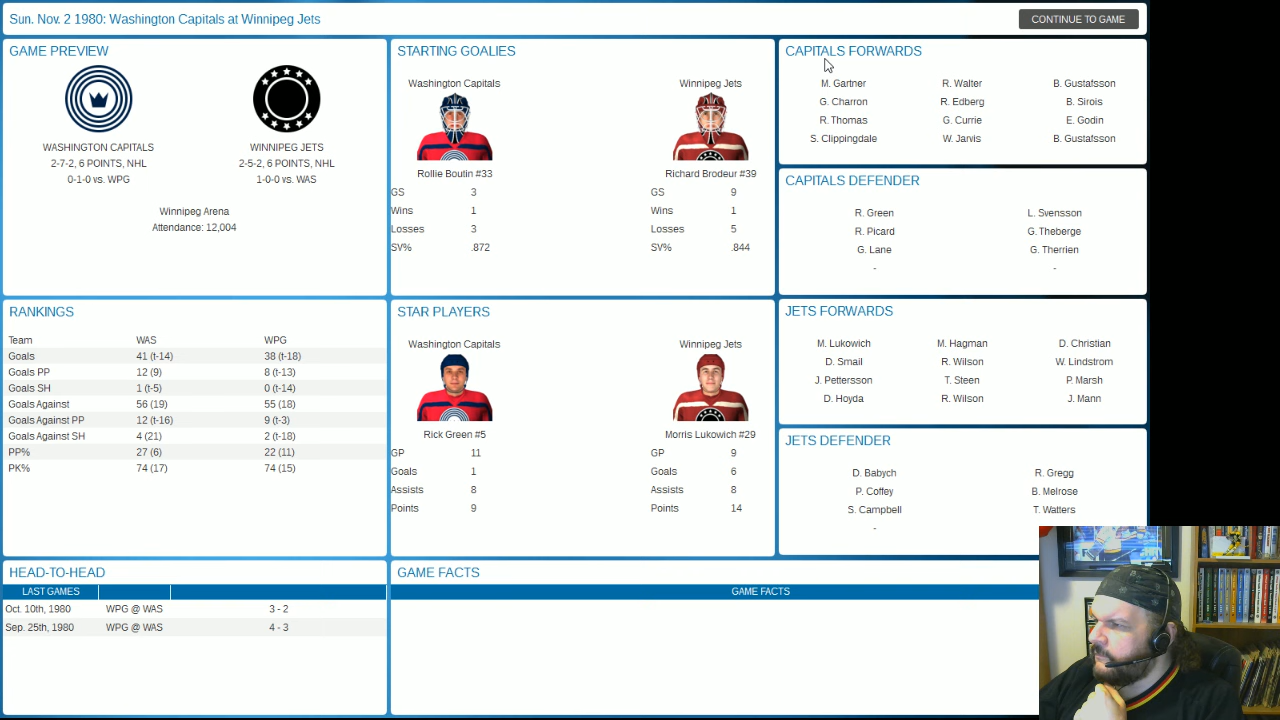 Sun. Nov. 2 1980: Washington Capitals at Winnipeg Jets
CONTINUE TO GAME
GAME PREVIEW
WASHINGTON CAPITALS WINNIPEG JETS
2-7-2, 6 POINTS, NHL 2-5-2, 6 POINTS, NHL
0-1-0 vs. WPG 1-0-0 vs. WAS
Winnipeg Arena
Attendance: 12,004
STARTING GOALIES
Washington Capitals Winnipeg Jets
Rollie Boutin #33 Richard Brodeur #39
GS 3 GS 9
Wins 1 Wins 1
Losses 3 Losses 5
SV% .872 SV% .844
CAPITALS FORWARDS
M. Gartner R. Walter B. Gustafsson
G. Charron R. Edberg B. Sirois
R. Thomas G. Currie E. Godin
S. Clippingdale W. Jarvis B. Gustafsson
CAPITALS DEFENDER
R. Green L. Svensson
R. Picard G. Theberge
G. Lane G. Therrien
- -
RANKINGS
Team WAS WPG
Goals 41 (t-14) 38 (t-18)
Goals PP 12 (9) 8 (t-13)
Goals SH 1 (t-5) 0 (t-14)
Goals Against 56 (19) 55 (18)
Goals Against PP 12 (t-16) 9 (t-3)
Goals Against SH 4 (21) 2 (t-18)
PP% 27 (6) 22 (11)
PK% 74 (17) 74 (15)
STAR PLAYERS
Washington Capitals Winnipeg Jets
Rick Green #5 Morris Lukowich #29
GP 11 GP 9
Goals 1 Goals 6
Assists 8 Assists 8
Points 9 Points 14
JETS FORWARDS
M. Lukowich M. Hagman D. Christian
D. Smail R. Wilson W. Lindstrom
J. Pettersson T. Steen P. Marsh
D. Hoyda R. Wilson J. Mann
JETS DEFENDER
D. Babych R. Gregg
P. Coffey B. Melrose
S. Campbell T. Watters
-
HEAD-TO-HEAD
LAST GAMES
Oct. 10th, 1980 WPG @ WAS 3 - 2
Sep. 25th, 1980 WPG @ WAS 4 - 3
GAME FACTS
GAME FACTS